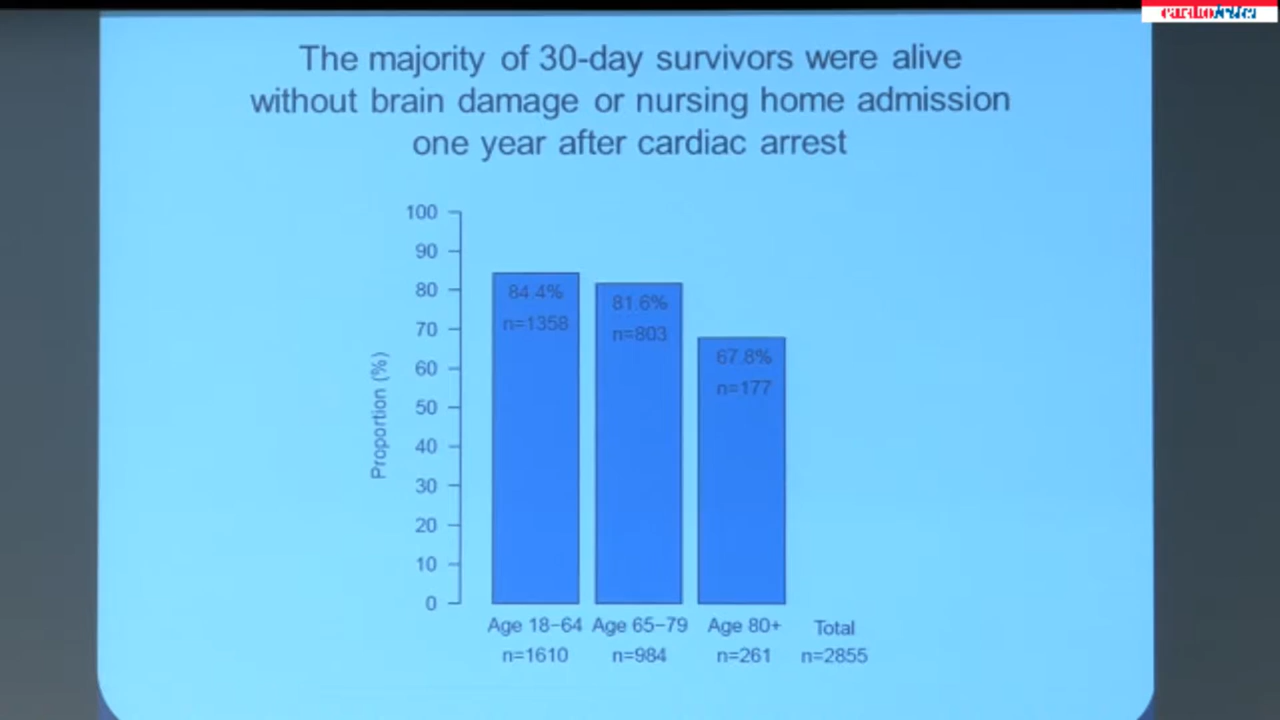 The majority of 30-day survivors were alive
without brain damage or nursing home admission
one year after cardiac arrest
Proportion (%)
100
90
80
70
60
50
40
30
20
10
0
84.4%
n=1358
81.6%
n=803
67.8%
n=177
Age 18–64 Age 65–79 Age 80+ Total
n=1610 n=984 n=261 n=2855